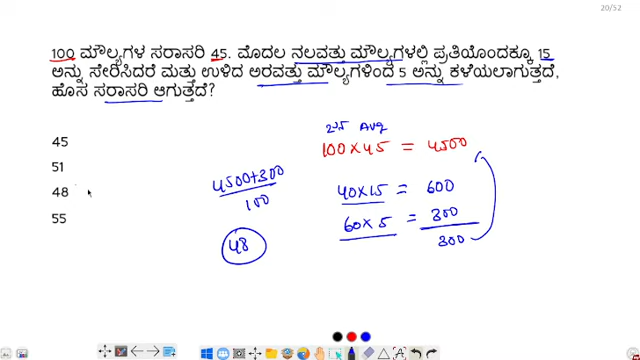 20/52
100 ಮೌಲ್ಯಗಳ ಸರಾಸರಿ 45. ಮೊದಲ ನಲವತ್ತು ಮೌಲ್ಯಗಳಲ್ಲಿ ಪ್ರತಿಯೊಂದಕ್ಕೂ 15
ಅನ್ನು ಸೇರಿಸಿದರೆ ಮತ್ತು ಉಳಿದ ಅರವತ್ತು ಮೌಲ್ಯಗಳಿಂದ 5 ಅನ್ನು ಕಳೆಯಲಾಗುತ್ತದೆ,
ಹೊಸ ಸರಾಸರಿ ಆಗುತ್ತದೆ?
45
51
48
55
Avg
100 × 45 = 4500
40 × 15 = 600
60 × 5 = 300
300
4500+300
100
48